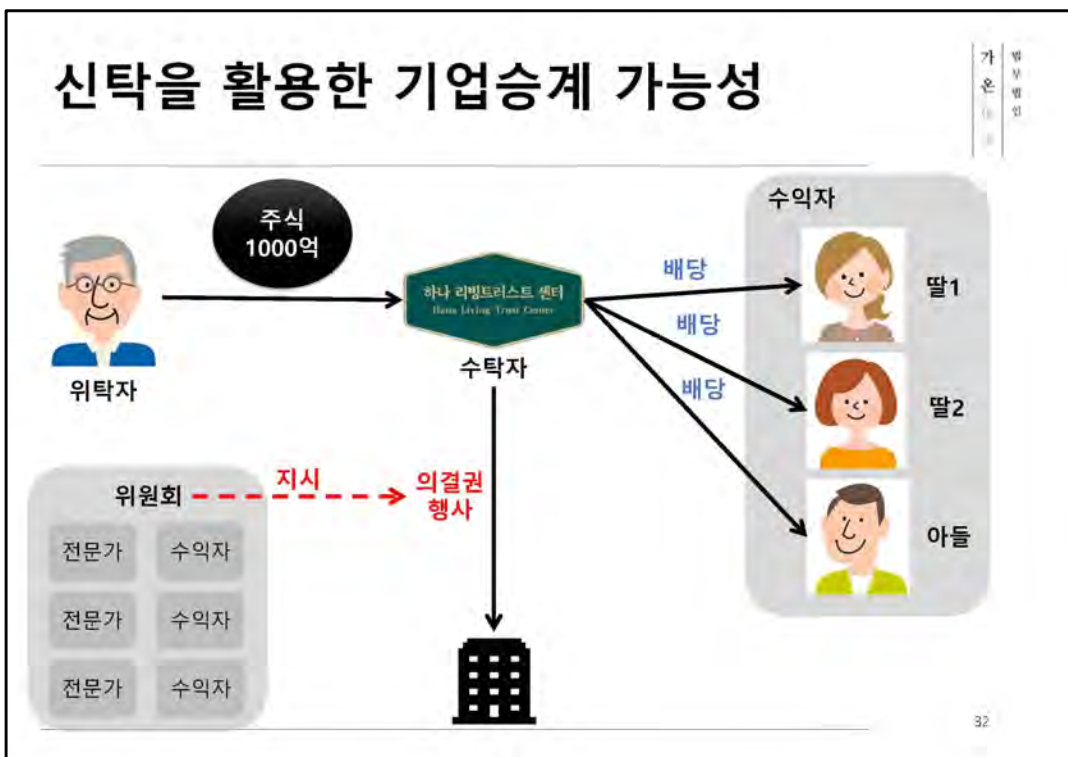 신탁을 활용한 기업승계 가능성
법무법인
가온
주식
1000억
하나 리빙트러스트 센터
Hana Living Trust Center
위탁자
수탁자
수익자
배당
배당
배당
딸1
딸2
아들
위원회
지시
의결권
행사
전문가
수익자
전문가
수익자
전문가
수익자
32